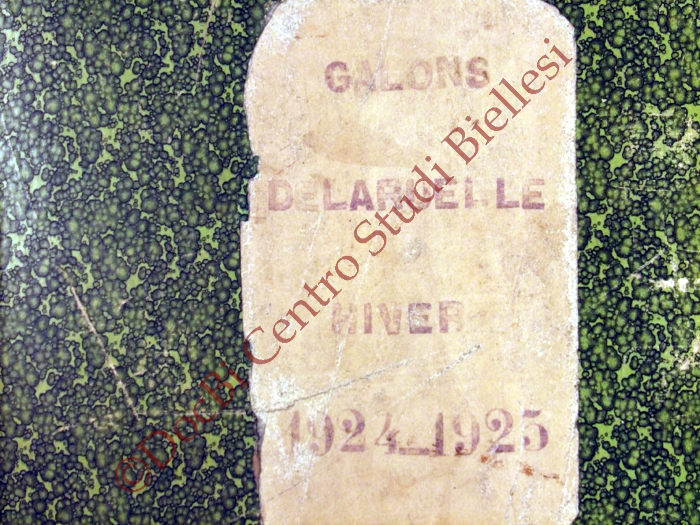 GALONS
DELARUELLE
HIVER
1924_1925
©DocBi Centro Studi Biellesi